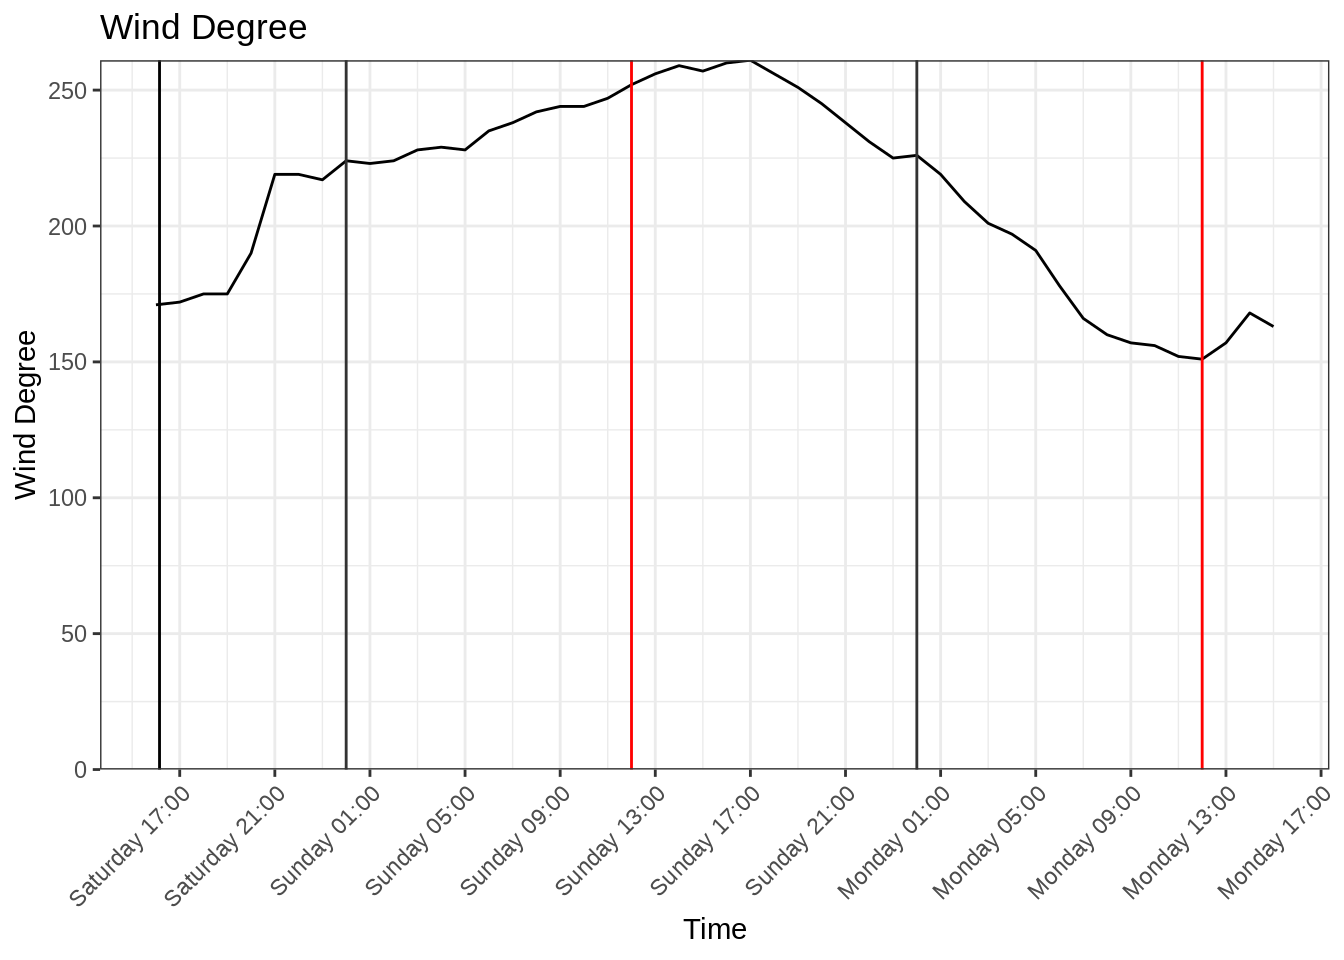 Wind Degree
Wind Degree
250
200
150
100
50
0
Saturday 17:00
Saturday 21:00
Sunday 01:00
Sunday 05:00
Sunday 09:00
Sunday 13:00
Sunday 17:00
Sunday 21:00
Monday 01:00
Monday 05:00
Monday 09:00
Monday 13:00
Monday 17:00
Time